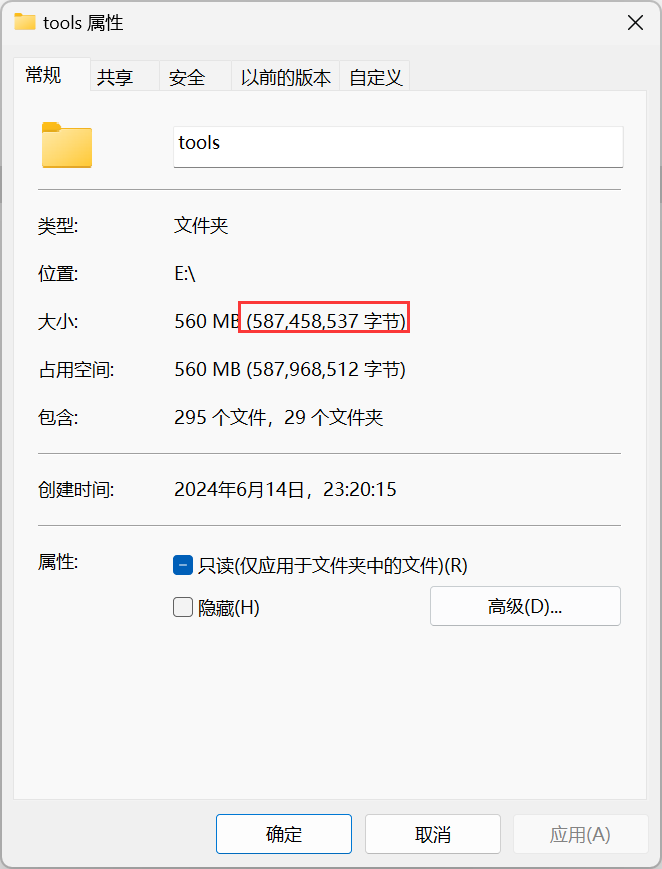 tools 属性
常规 共享 安全 以前的版本 自定义
tools
类型: 文件夹
位置: E:\
大小: 560 MB (587,458,537 字节)
占用空间: 560 MB (587,968,512 字节)
包含: 295 个文件，29 个文件夹
创建时间: 2024年6月14日，23:20:15
属性: 只读(仅应用于文件夹中的文件)(R)
隐藏(H) 高级(D)...
确定 取消 应用(A)